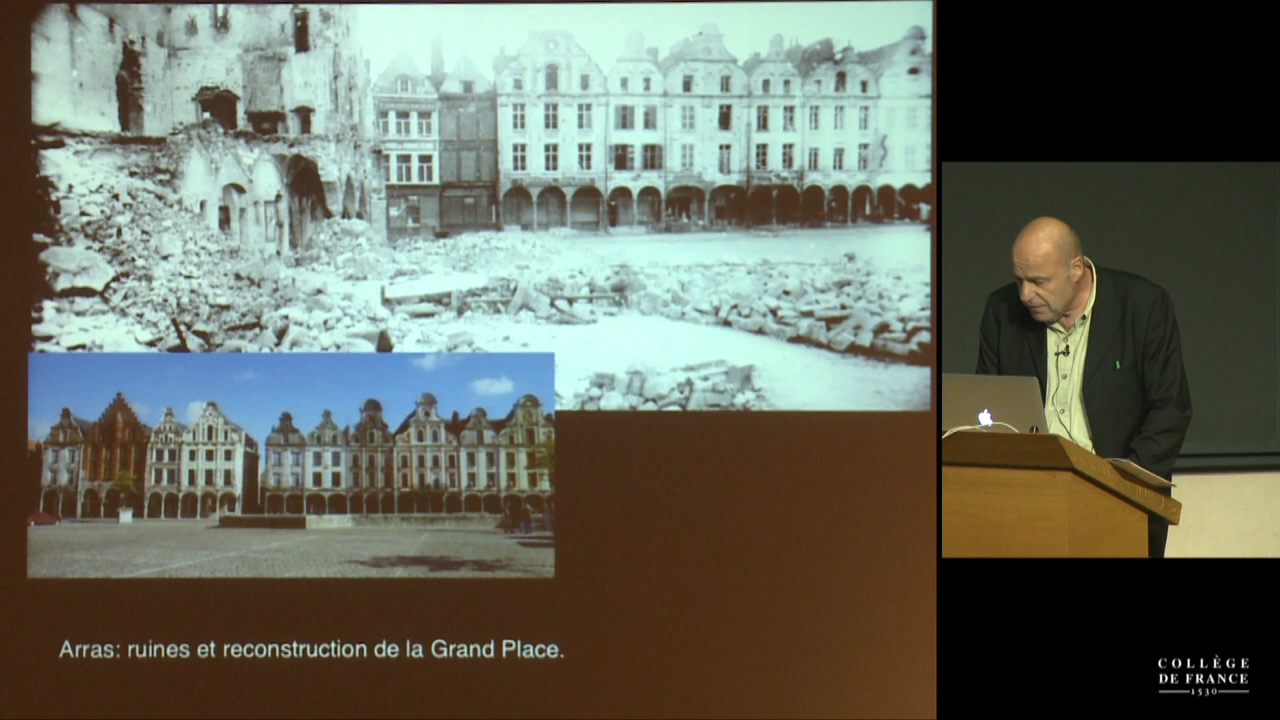 Arras: ruines et reconstruction de la Grand Place.
COLLÈGE
DE FRANCE
1530